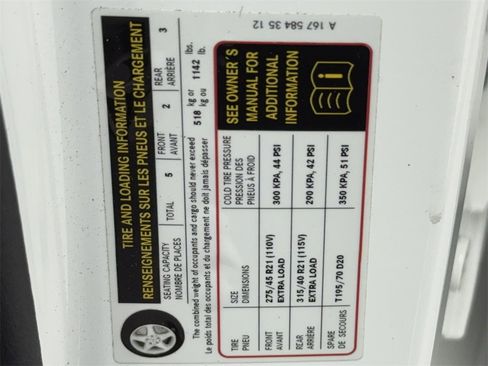 A 167 584 35 12
TIRE AND LOADING INFORMATION
RENSEIGNEMENTS SUR LES PNEUS ET LE CHARGEMENT
SEATING CAPACITY
NOMBRE DE PLACES
TOTAL 5
FRONT
AVANT
2
REAR
ARRIÈRE
3
The combined weight of occupants and cargo should never exceed
Le poids total des occupants et du chargement ne doit jamais dépasser
518 kg or
kg ou
1142 lbs.
lb.
TIRE
PNEU
SIZE
DIMENSIONS
COLD TIRE PRESSURE
PRESSION DES
PNEUS À FROID
FRONT
AVANT
275/45 R21 (110V)
EXTRA LOAD
300 KPA, 44 PSI
REAR
ARRIÈRE
315/40 R21 (115V)
EXTRA LOAD
290 KPA, 42 PSI
SPARE
DE SECOURS
T195/70 D20
350 KPA, 51 PSI
SEE OWNER´S
MANUAL FOR
ADDITIONAL
INFORMATION